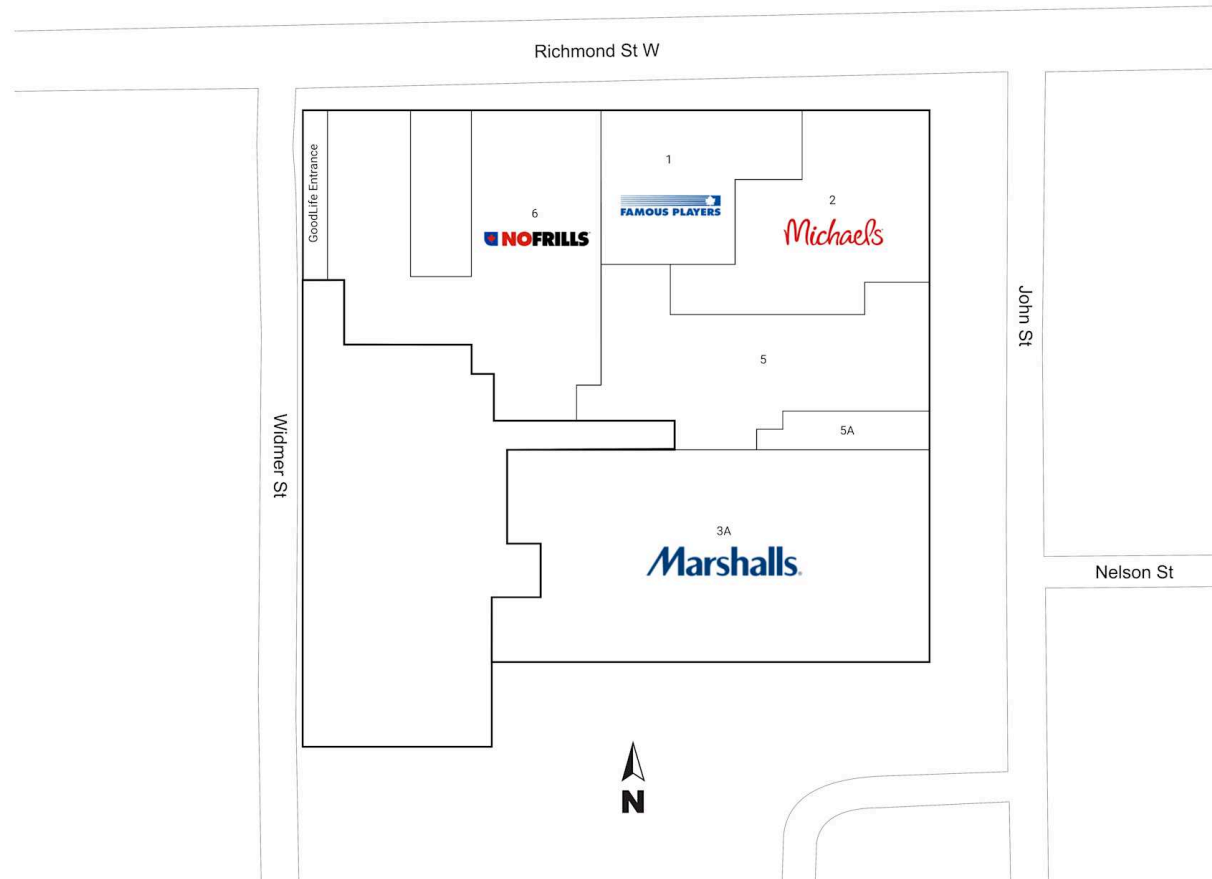 Richmond St W
GoodLife Entrance
1
FAMOUS PLAYERS
2
Michaels
6
NOFRILLS
John St
5
Widmer St
5A
3A
Marshalls.
Nelson St
N